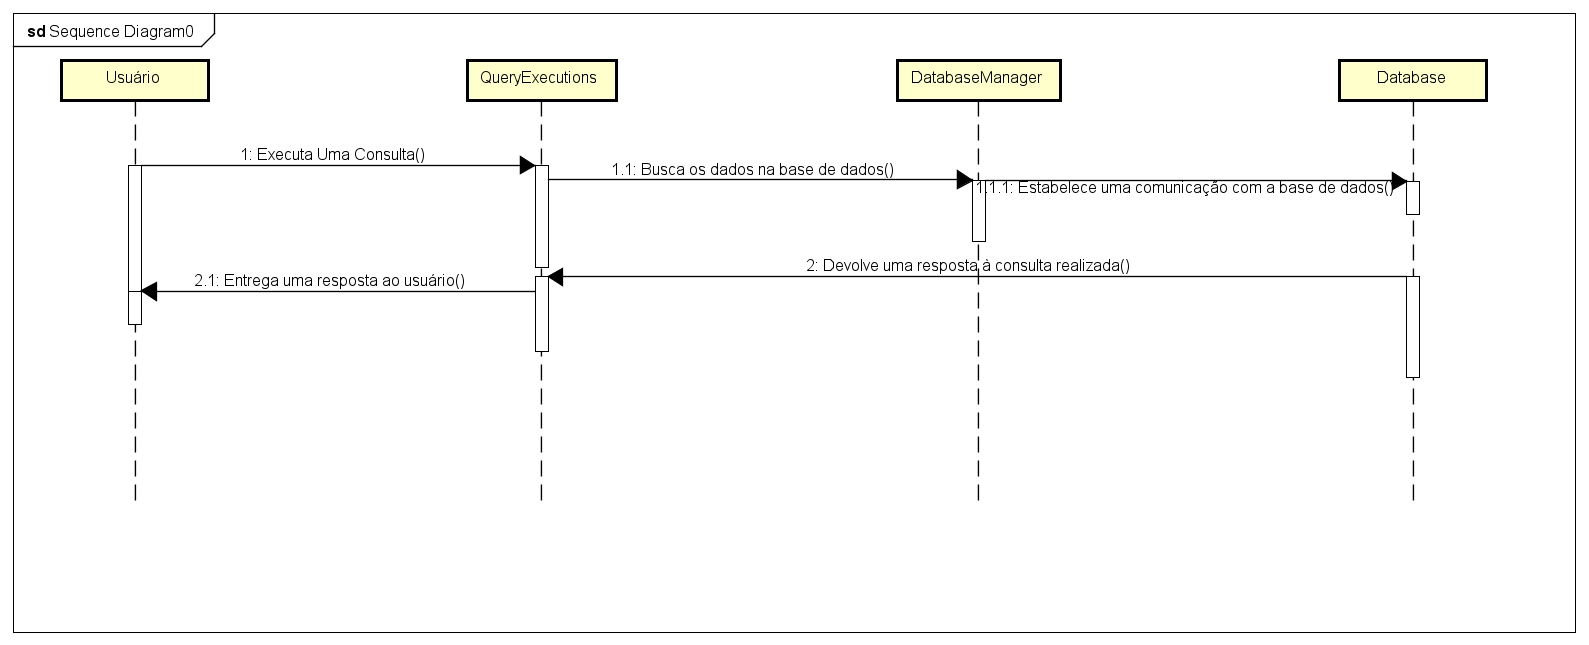 sd Sequence Diagram0
Usuário
QueryExecutions
DatabaseManager
Database
1: Executa Uma Consulta()
1.1: Busca os dados na base de dados()
1.1.1: Estabelece uma comunicação com a base de dados()
2: Devolve uma resposta à consulta realizada()
2.1: Entrega uma resposta ao usuário()